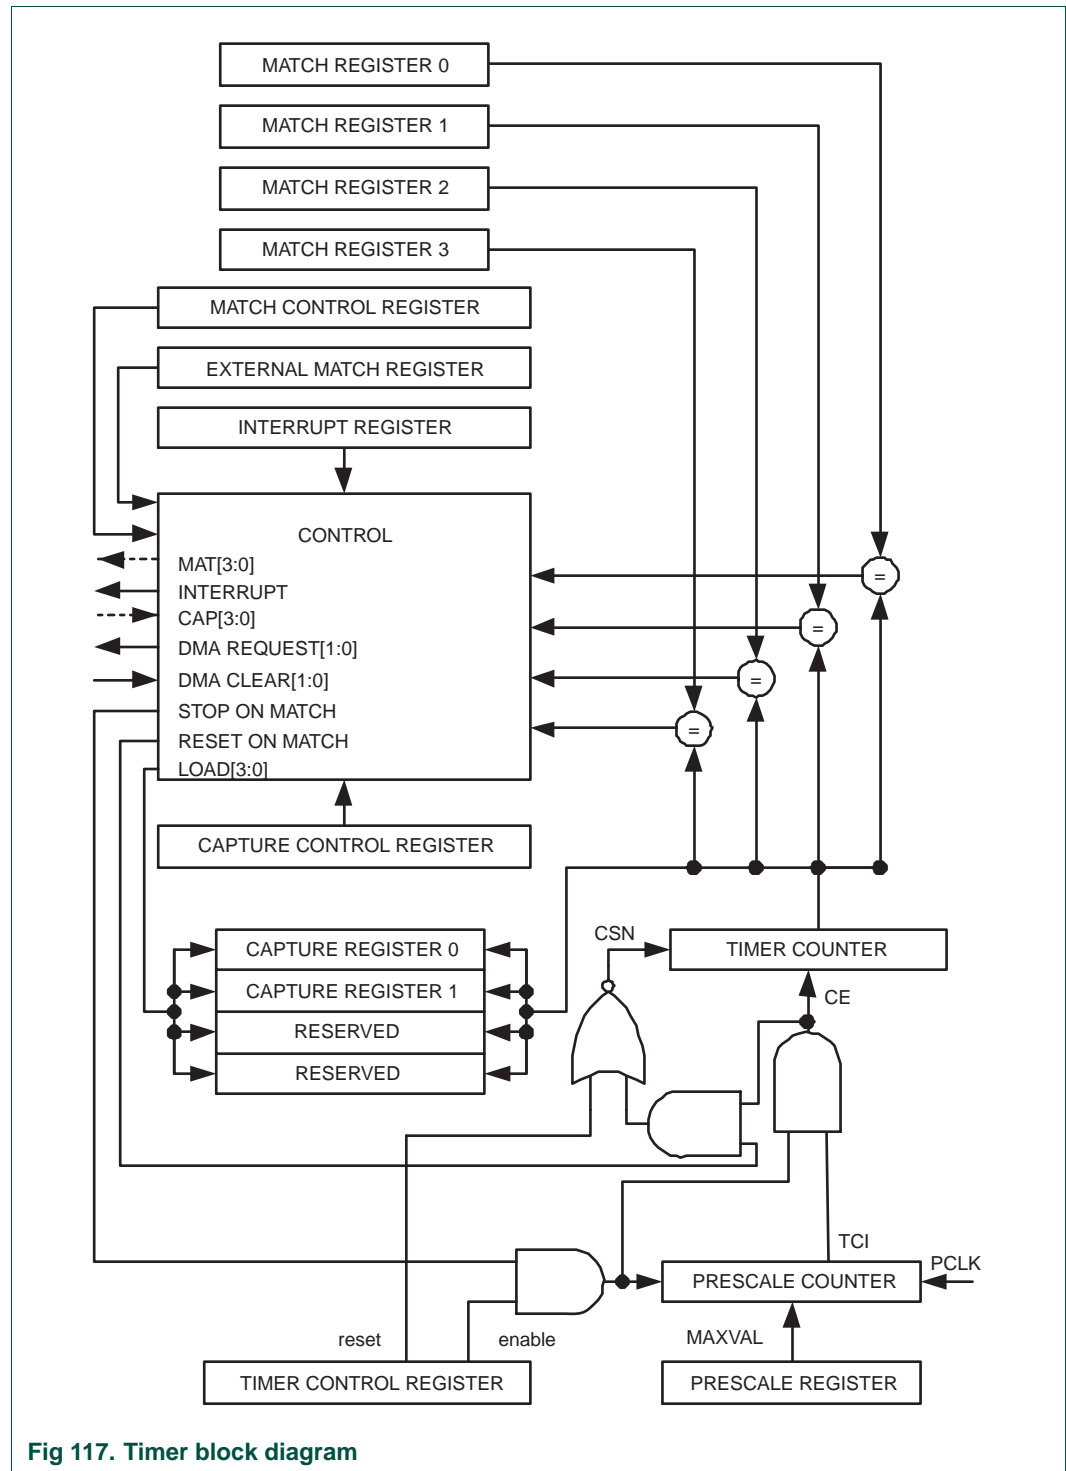 MATCH REGISTER 0
MATCH REGISTER 1
MATCH REGISTER 2
MATCH REGISTER 3
MATCH CONTROL REGISTER
EXTERNAL MATCH REGISTER
INTERRUPT REGISTER
CONTROL
MAT[3:0]
INTERRUPT
CAP[3:0]
DMA REQUEST[1:0]
DMA CLEAR[1:0]
STOP ON MATCH
RESET ON MATCH
LOAD[3:0]
=
=
=
=
CAPTURE CONTROL REGISTER
CAPTURE REGISTER 0
CAPTURE REGISTER 1
RESERVED
RESERVED
CSN
TIMER COUNTER
CE
TCI
PCLK
PRESCALE COUNTER
MAXVAL
reset
enable
TIMER CONTROL REGISTER
PRESCALE REGISTER
Fig 117. Timer block diagram